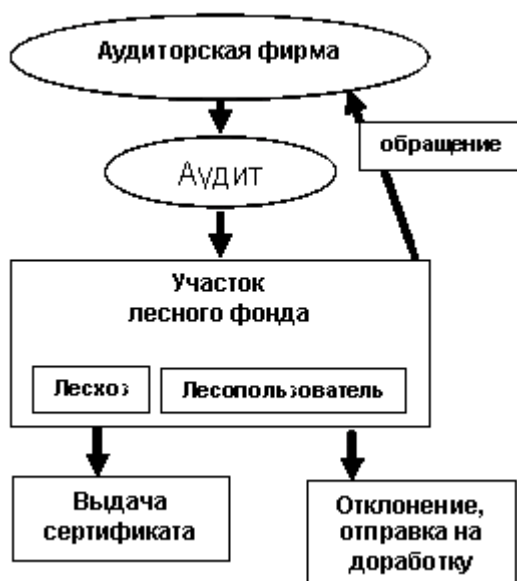 Аудиторская фирма
обращение
Аудит
Участок
лесного фонда
Лесхоз
Лесопользователь
Выдача
сертификата
Отклонение,
отправка на
доработку